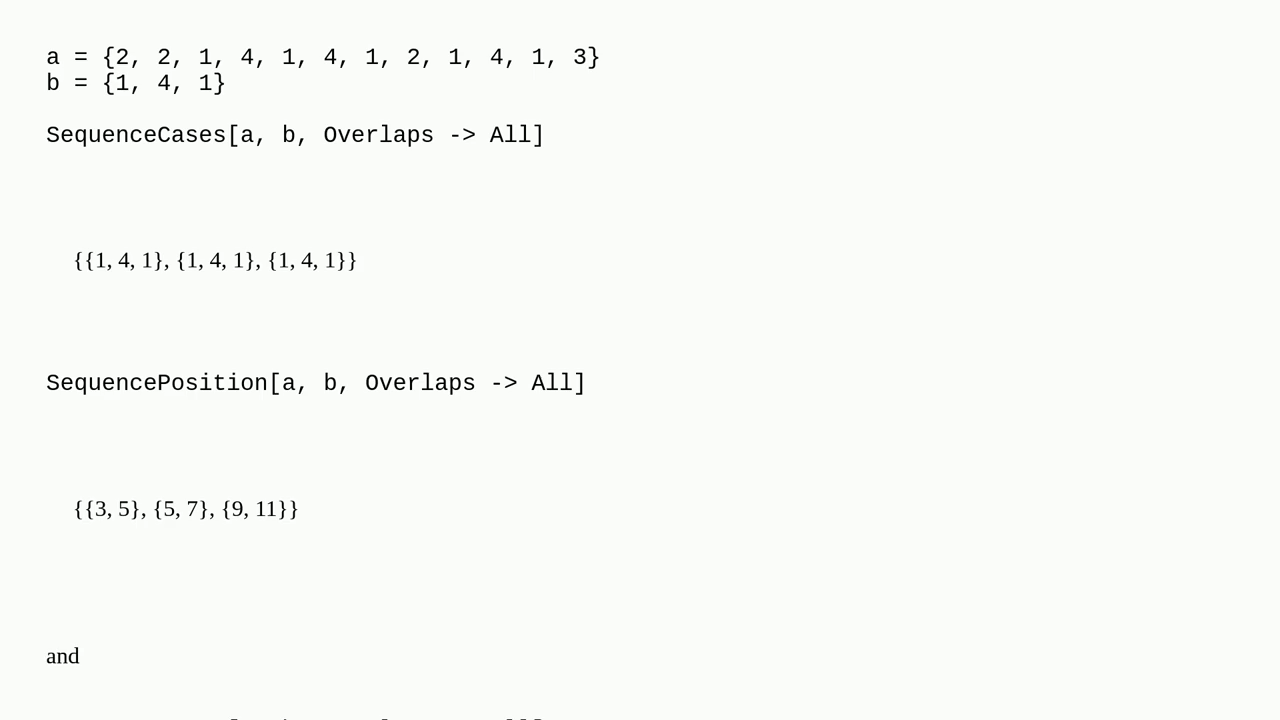 a = {2, 2, 1, 4, 1, 4, 1, 2, 1, 4, 1, 3}
b = {1, 4, 1}
SequenceCases[a, b, Overlaps -> All]
{{1, 4, 1}, {1, 4, 1}, {1, 4, 1}}
SequencePosition[a, b, Overlaps -> All]
{{3, 5}, {5, 7}, {9, 11}}
and